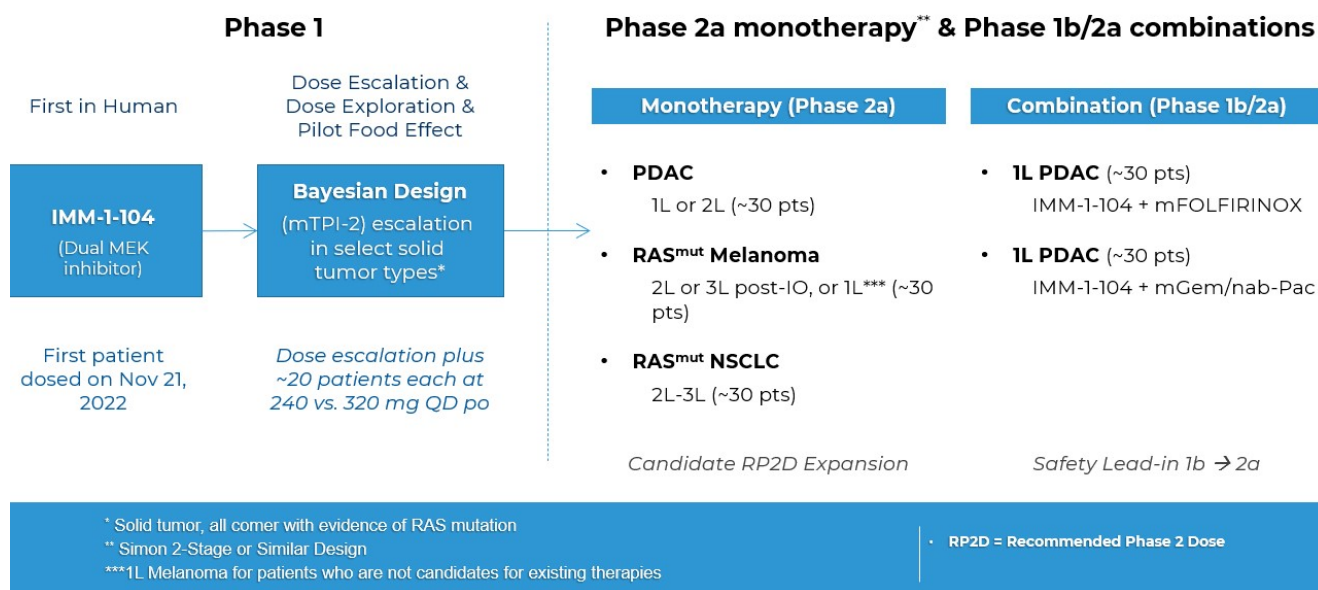 Phase 1
First in Human
Dose Escalation &
Dose Exploration &
Pilot Food Effect
IMM-1-104
(Dual MEK
inhibitor)
Bayesian Design
(mTPI-2) escalation
in select solid
tumor types*
First patient
dosed on Nov 21,
2022
Dose escalation plus
~20 patients each at
240 vs. 320 mg QD po
Phase 2a monotherapy** & Phase 1b/2a combinations
Monotherapy (Phase 2a)
• PDAC
1L or 2L (~30 pts)
• RASmut Melanoma
2L or 3L post-IO, or 1L*** (~30
pts)
• RASmut NSCLC
2L-3L (~30 pts)
Candidate RP2D Expansion
Combination (Phase 1b/2a)
• 1L PDAC (~30 pts)
IMM-1-104 + mFOLFIRINOX
• 1L PDAC (~30 pts)
IMM-1-104 + mGem/nab-Pac
Safety Lead-in 1b → 2a
* Solid tumor, all comer with evidence of RAS mutation
** Simon 2-Stage or Similar Design
***1L Melanoma for patients who are not candidates for existing therapies
• RP2D = Recommended Phase 2 Dose